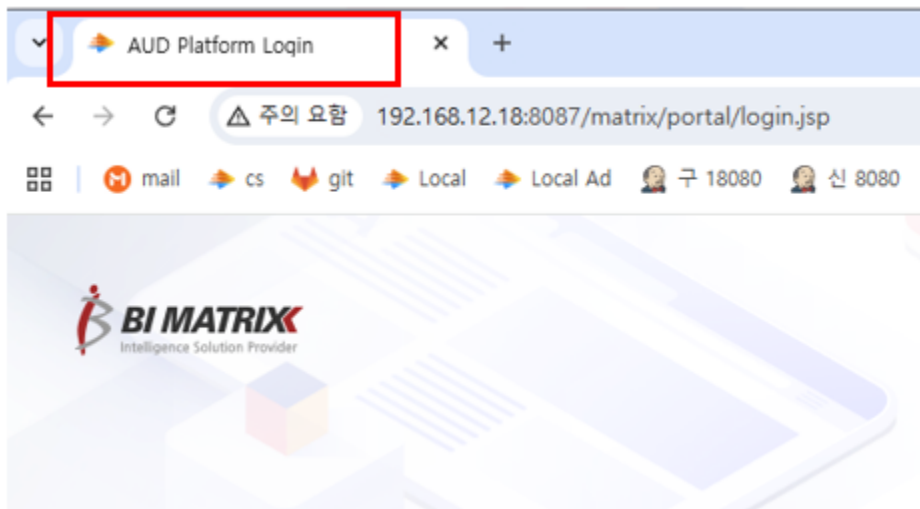 AUD Platform Login
주의 요함 192.168.12.18:8087/matrix/portal/login.jsp
mail cs git Local Local Ad 구 18080 신 8080
BI MATRIX
Intelligence Solution Provider